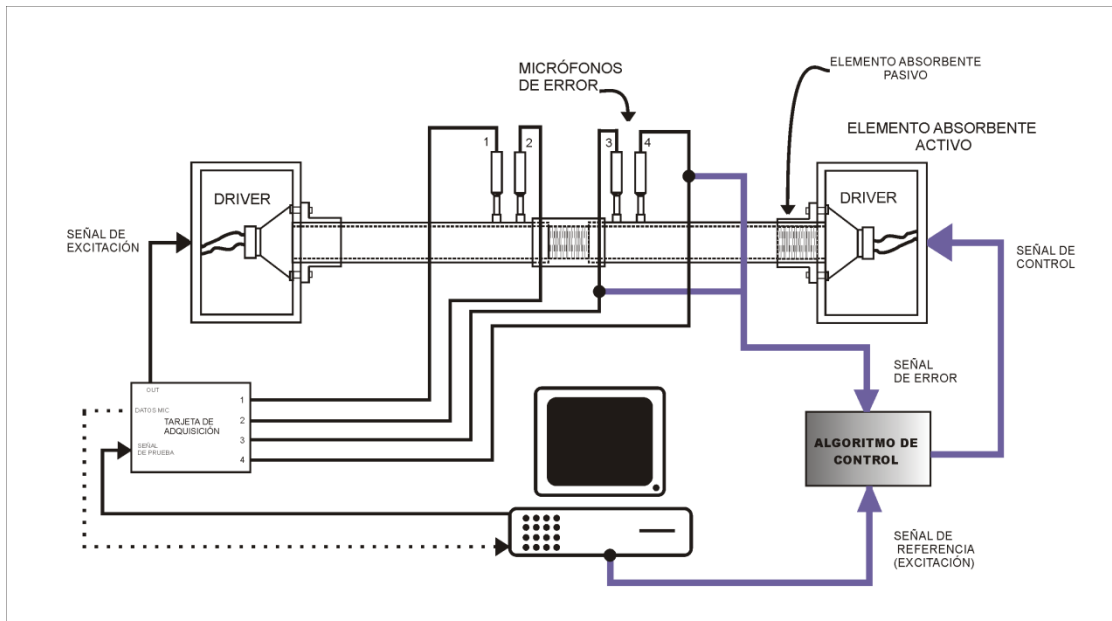 MICRÓFONOS
DE ERROR
ELEMENTO ABSORBENTE
PASIVO
ELEMENTO ABSORBENTE
ACTIVO
1
2
3
4
DRIVER
DRIVER
SEÑAL DE
EXCITACIÓN
SEÑAL DE
CONTROL
SEÑAL
DE ERROR
OUT
DATOS MIC
TARJETA DE
ADQUISICIÓN
SEÑAL
DE PRUEBA
1
2
3
4
ALGORITMO DE
CONTROL
SEÑAL DE
REFERENCIA
(EXCITACIÓN)